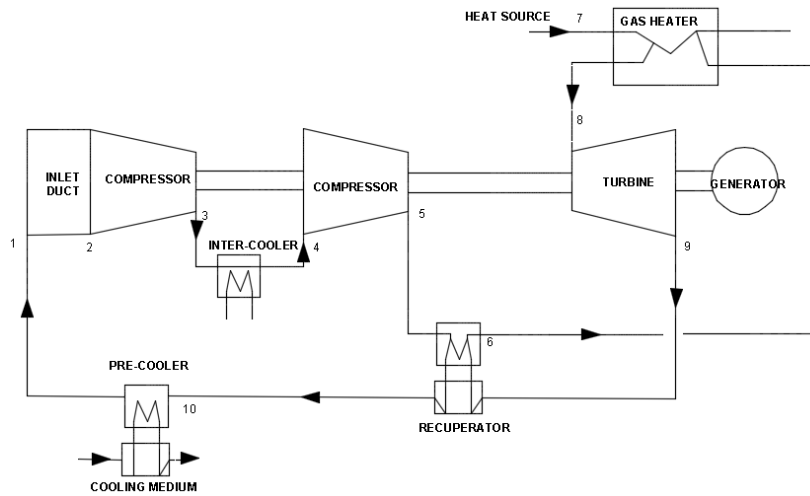 HEAT SOURCE
7
GAS HEATER
8
INLET
DUCT
COMPRESSOR
COMPRESSOR
TURBINE
GENERATOR
1
2
3
INTER-COOLER
4
5
9
6
PRE-COOLER
10
RECUPERATOR
COOLING MEDIUM